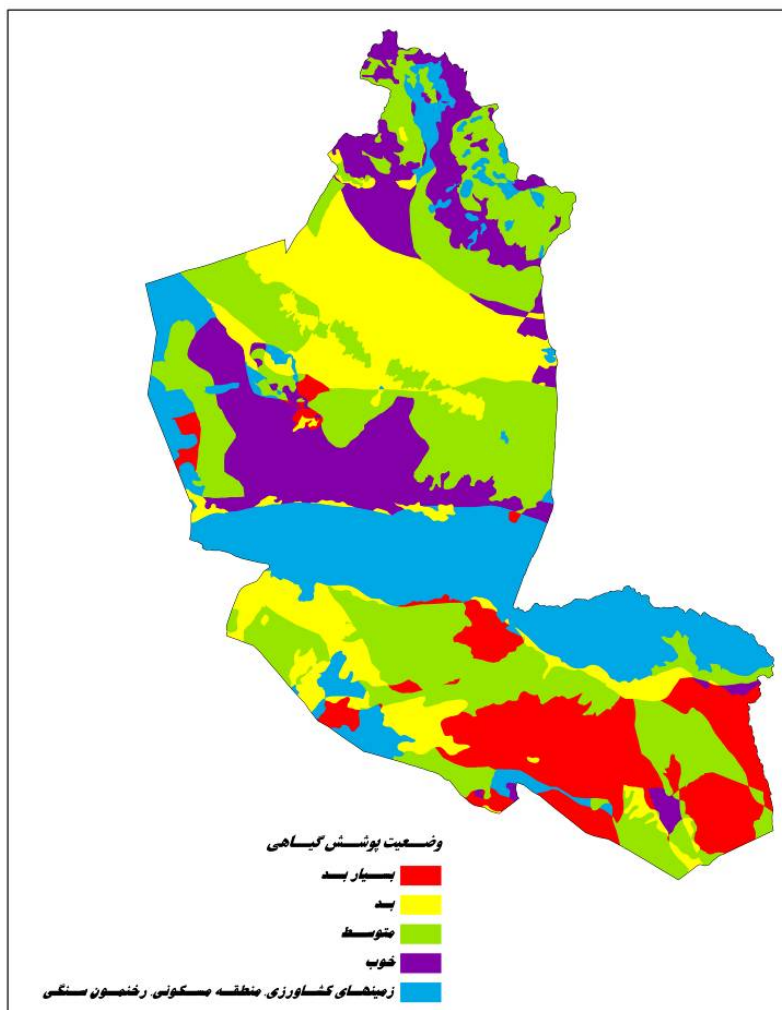 وضعیت پوشش گیاهی
بسیار بد
بد
متوسط
خوب
زمینهای کشاورزی، منطقه مسکونی، رخنمون سنگی